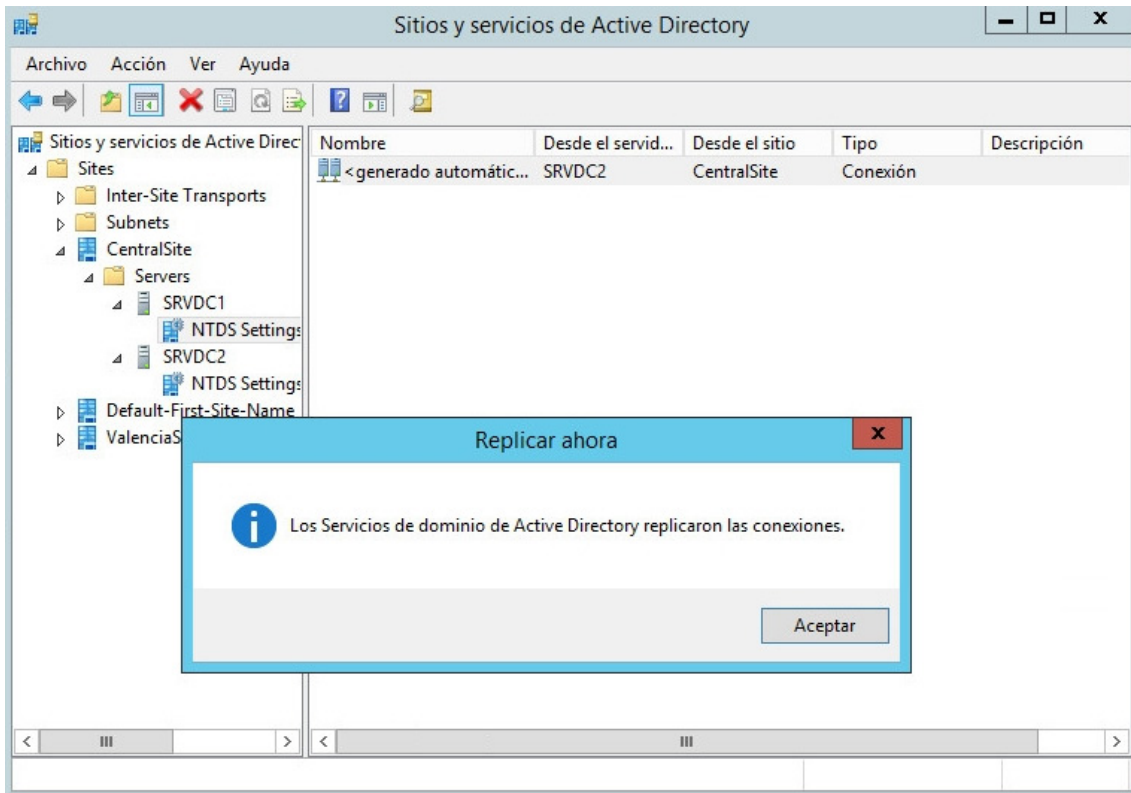 Sitios y servicios de Active Directory
Archivo Acción Ver Ayuda
Sitios y servicios de Active Direc
Sites
Inter-Site Transports
Subnets
CentralSite
Servers
SRVDC1
NTDS Settings
SRVDC2
NTDS Settings
Default-First-Site-Name
ValenciaS
Nombre Desde el servid... Desde el sitio Tipo Descripción
<generado automátic... SRVDC2 CentralSite Conexión
Replicar ahora
Los Servicios de dominio de Active Directory replicaron las conexiones.
Aceptar